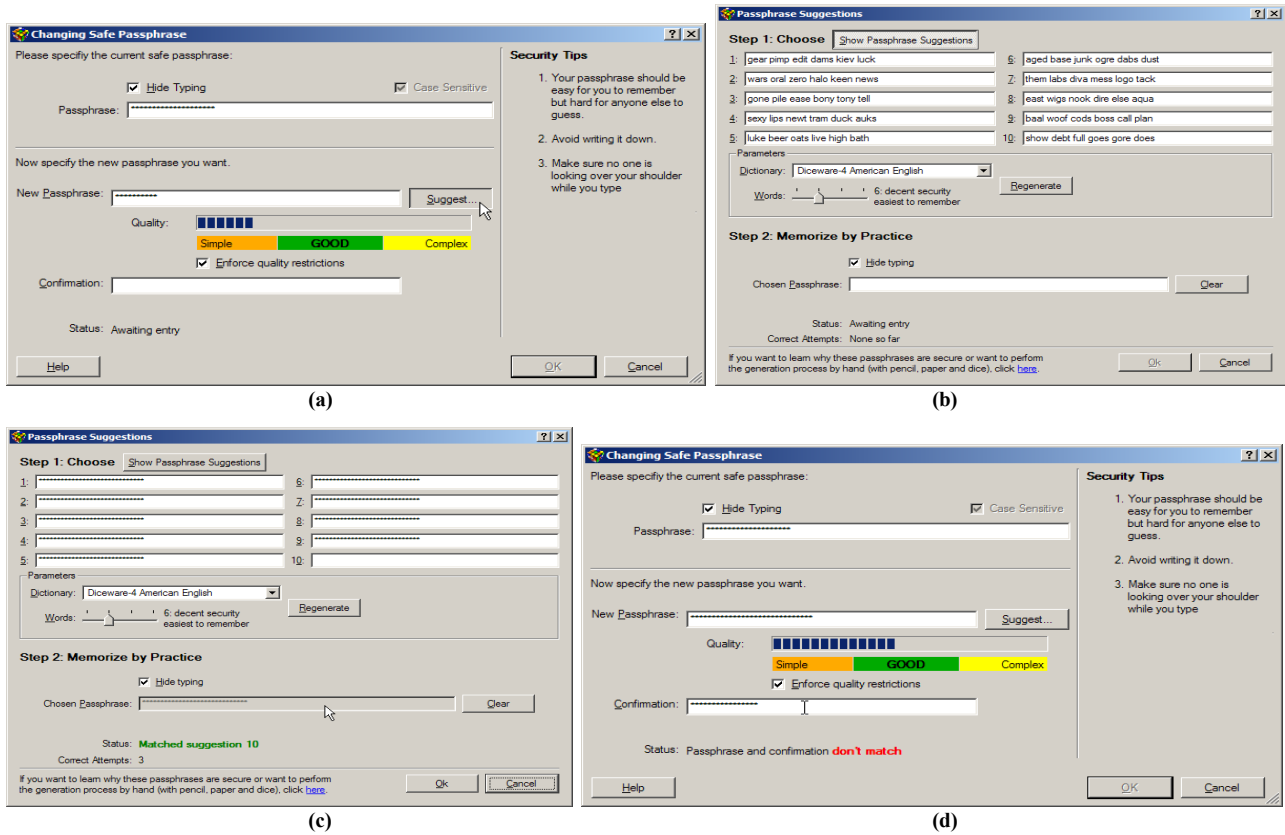 Changing Safe Passphrase
Please specify the current safe passphrase:
Hide Typing
Case Sensitive
Passphrase: ********************
Now specify the new passphrase you want.
New Passphrase: **********
Suggest...
Quality:
Simple GOOD Complex
Enforce quality restrictions
Confirmation:
Status: Awaiting entry
Help
OK
Cancel
Security Tips
1. Your passphrase should be
easy for you to remember
but hard for anyone else to
guess.
2. Avoid writing it down.
3. Make sure no one is
looking over your shoulder
while you type
(a)
Passphrase Suggestions
Step 1: Choose Show Passphrase Suggestions
1: gear pimp edit dams kiev luck
2: wars oral zero halo keen news
3: gone pile ease bony tony tell
4: sexy lips newt tram duck auks
5: luke beer oats live high bath
6: aged base junk ogre dabs dust
7: them labs diva mess logo tack
8: east wigs nook dire else aqua
9: baal woof cods boss call plan
10: show debt full goes gore does
Parameters
Dictionary: Diceware-4 American English
Words:
6: decent security
easiest to remember
Regenerate
Step 2: Memorize by Practice
Hide typing
Chosen Passphrase:
Clear
Status: Awaiting entry
Correct Attempts: None so far
If you want to learn why these passphrases are secure or want to perform
the generation process by hand (with pencil, paper and dice), click here.
Ok
Cancel
(b)
Passphrase Suggestions
Step 1: Choose Show Passphrase Suggestions
1:
2:
3:
4:
5:
6:
7:
8:
9:
10:
Parameters
Dictionary: Diceware-4 American English
Words:
6: decent security
easiest to remember
Regenerate
Step 2: Memorize by Practice
Hide typing
Chosen Passphrase:
Clear
Status: Matched suggestion 10
Correct Attempts: 3
If you want to learn why these passphrases are secure or want to perform
the generation process by hand (with pencil, paper and dice), click here.
Ok
Cancel
(c)
Changing Safe Passphrase
Please specifiy the current safe passphrase:
Hide Typing
Case Sensitive
Passphrase: ********************
Now specify the new passphrase you want.
New Passphrase:
Suggest...
Quality:
Simple GOOD Complex
Enforce quality restrictions
Confirmation:
Status: Passphrase and confirmation don't match
Help
OK
Cancel
Security Tips
1. Your passphrase should be
easy for you to remember
but hard for anyone else to
guess.
2. Avoid writing it down.
3. Make sure no one is
looking over your shoulder
while you type
(d)